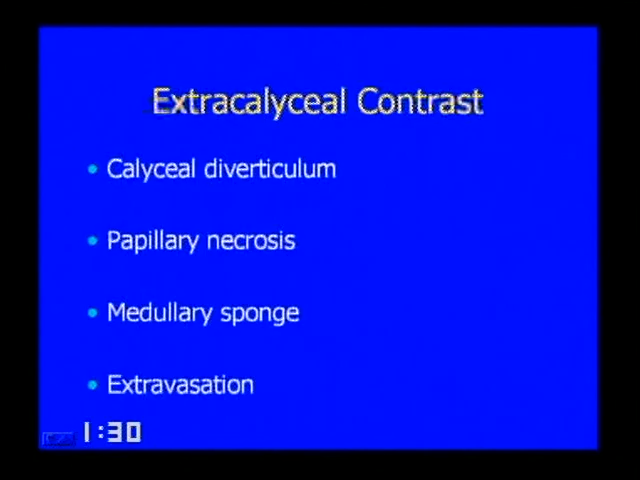 Extracalyceal Contrast
• Calyceal diverticulum
• Papillary necrosis
• Medullary sponge
• Extravasation
1:30